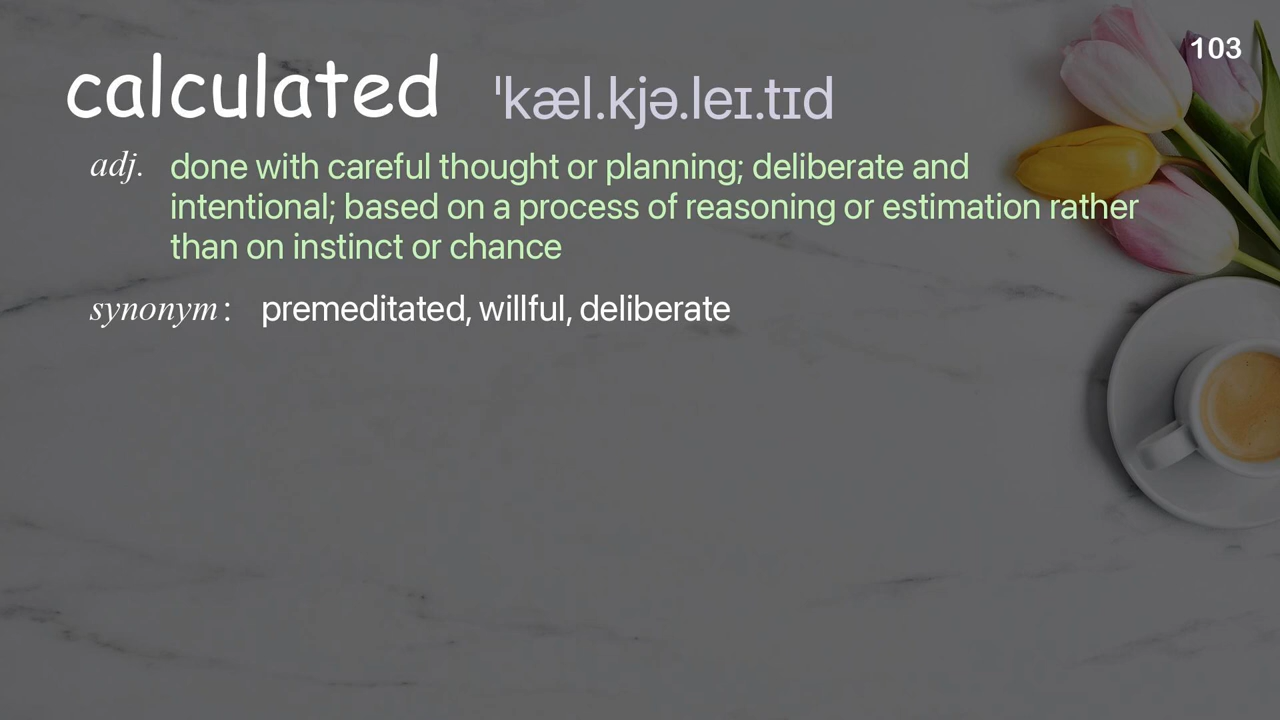 103
calculated ˈkæl.kjə.leɪ.tɪd
adj. done with careful thought or planning; deliberate and
intentional; based on a process of reasoning or estimation rather
than on instinct or chance
synonym: premeditated, willful, deliberate